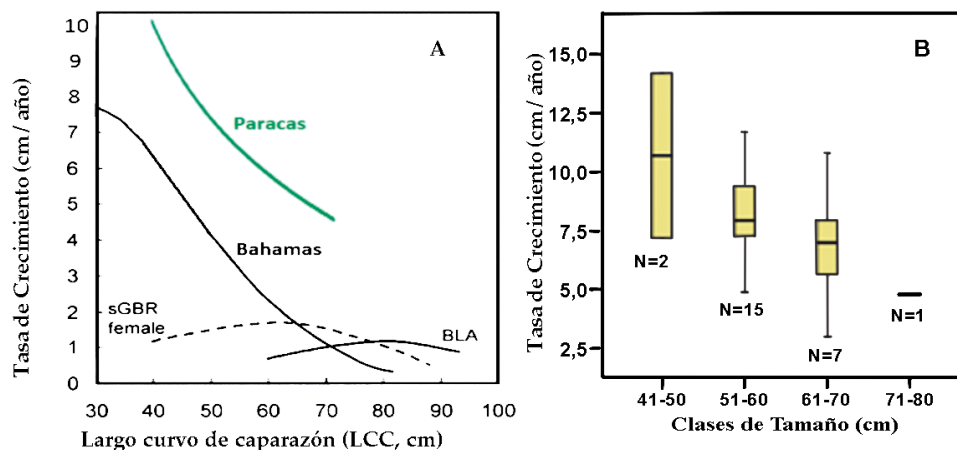 A
Tasa de Crecimiento (cm/ año)
10
9
8
7
6
5
4
3
2
1
0
Paracas
Bahamas
sGBR
female
BLA
30 40 50 60 70 80 90 100
Largo curvo de caparazón (LCC, cm)
B
Tasa de Crecimiento (cm/ año)
15,0
12,5
10,0
7,5
5,0
2,5
N=2
N=15
N=7
N=1
41-50 51-60 61-70 71-80
Clases de Tamaño (cm)